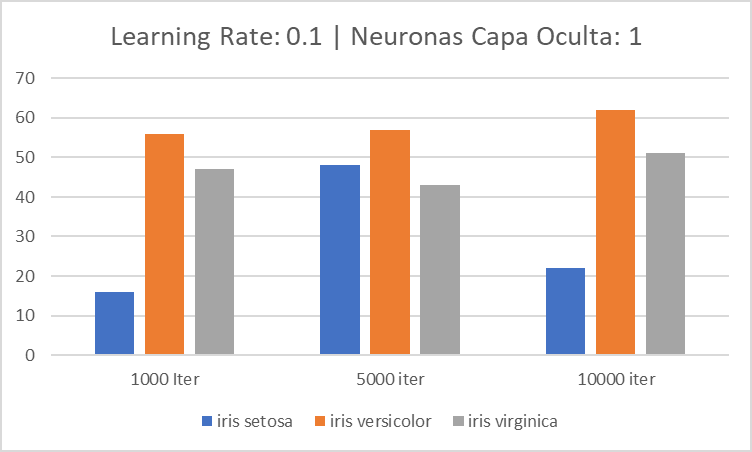 Learning Rate: 0.1 | Neuronas Capa Oculta: 1
70
60
50
40
30
20
10
0
1000 Iter 5000 iter 10000 iter
iris setosa iris versicolor iris virginica